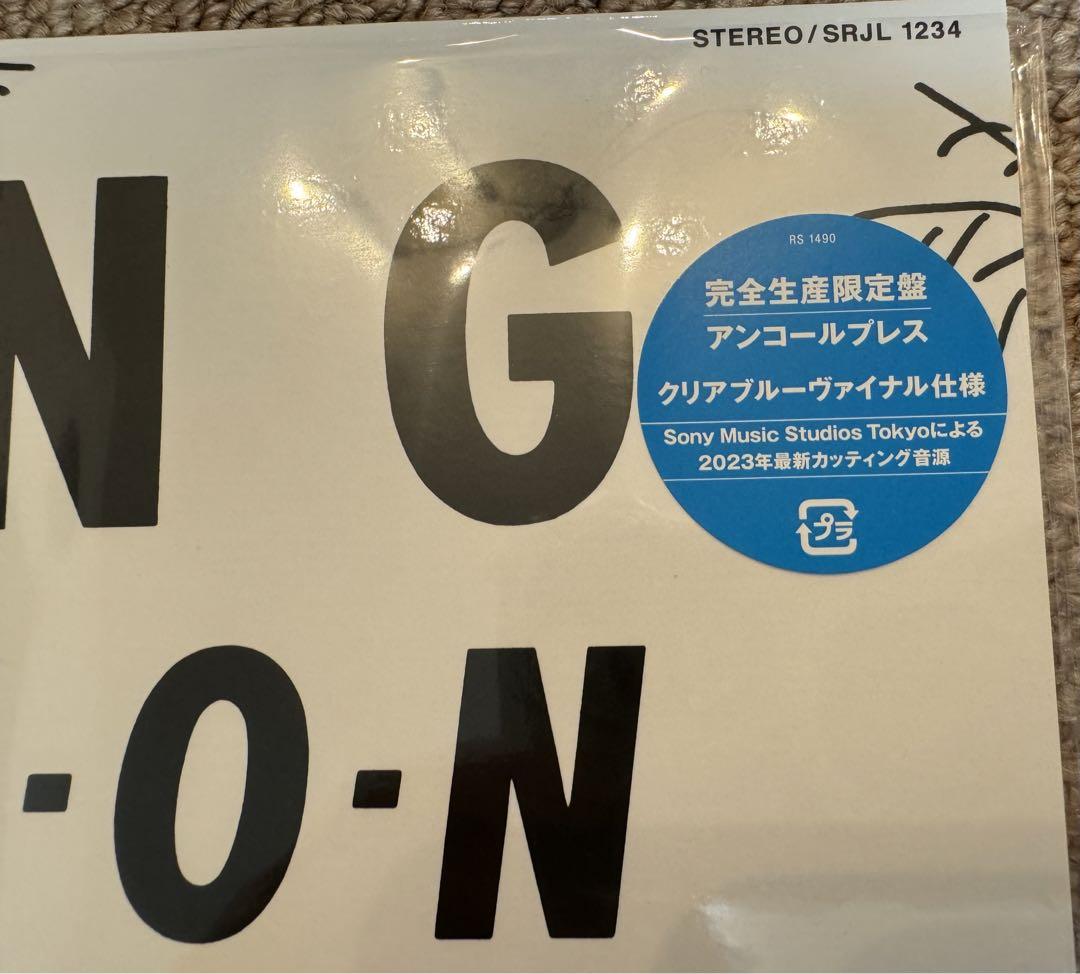 STEREO/SRJL 1234
N G
RS 1490
完全生産限定盤
アンコールプレス
クリアブルーヴァイナル仕様
Sony Music Studios Tokyoによる
2023年最新カッティング音源
プラ
-O-N